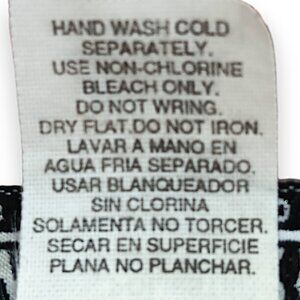 HAND WASH COLD
SEPARATELY.
USE NON-CHLORINE
BLEACH ONLY.
DO NOT WRING.
DRY FLAT.DO NOT IRON.
LAVAR A MANO EN
AGUA FRIA SEPARADO.
USAR BLANQUEADOR
SIN CLORINA
SOLAMENTA NO TORCER.
SECAR EN SUPERFICIE
PLANA NO PLANCHAR.